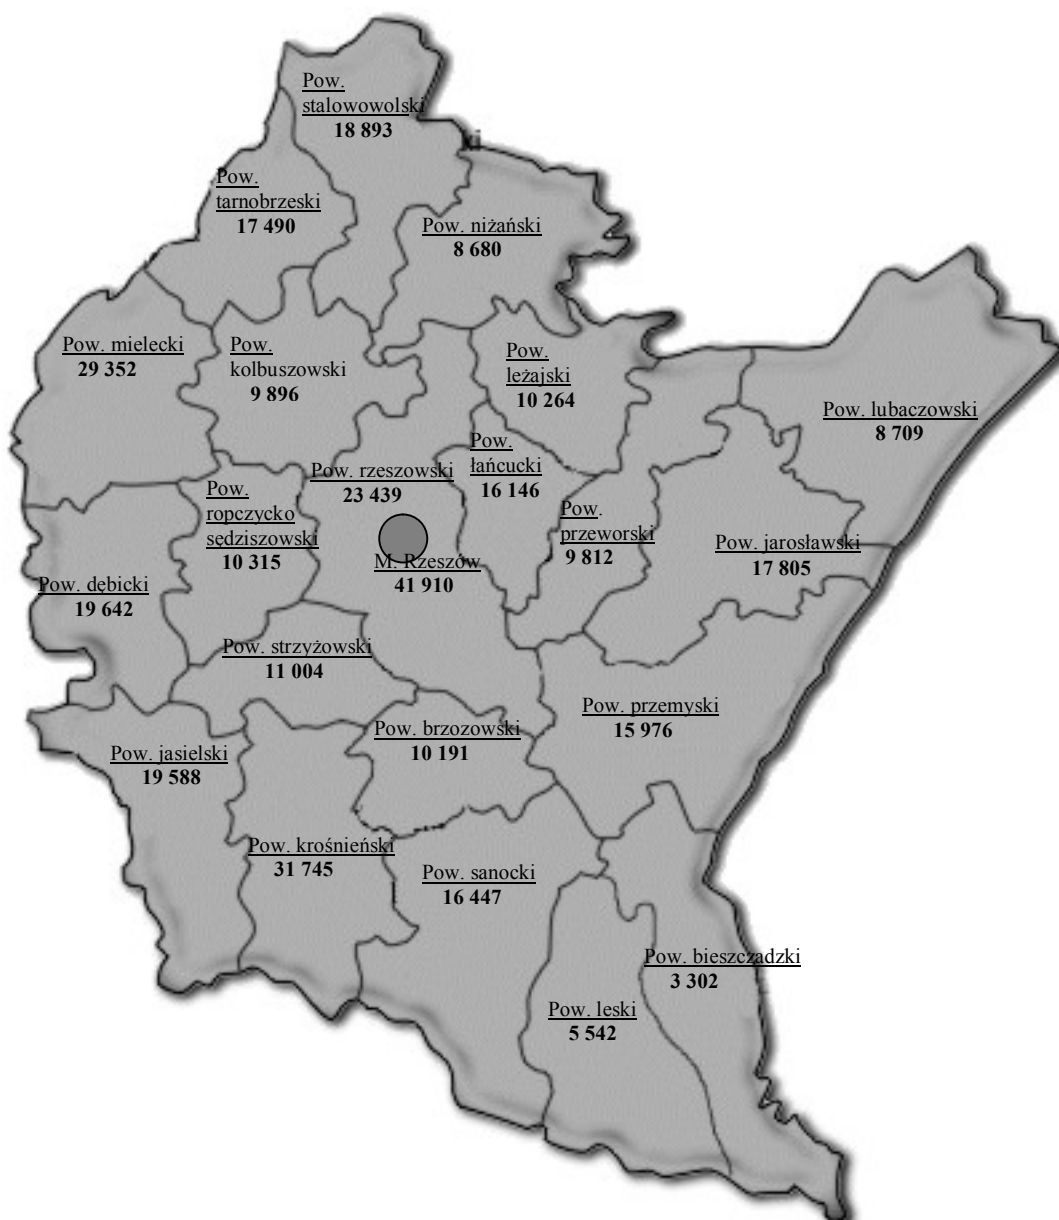 Pow.
stalowowolski
18 893
ki
Pow.
tarnobrzeski
17 490
Pow. niżański
8 680
Pow. mielecki
29 352
Pow.
kolbuszowski
9 896
Pow.
leżajski
10 264
Pow. lubaczowski
8 709
Pow.
łańcucki
16 146
Pow. rzeszowski
23 439
Pow.
ropczycko
sędziszowski
10 315
Pow.
przeworski
9 812
Pow. jarosławski
17 805
M. Rzeszów
41 910
Pow. dębicki
19 642
Pow. strzyżowski
11 004
Pow. przemyski
15 976
Pow. brzozowski
10 191
Pow. jasielski
19 588
Pow. krośnieński
31 745
Pow. sanocki
16 447
Pow. bieszczadzki
3 302
Pow. leski
5 542